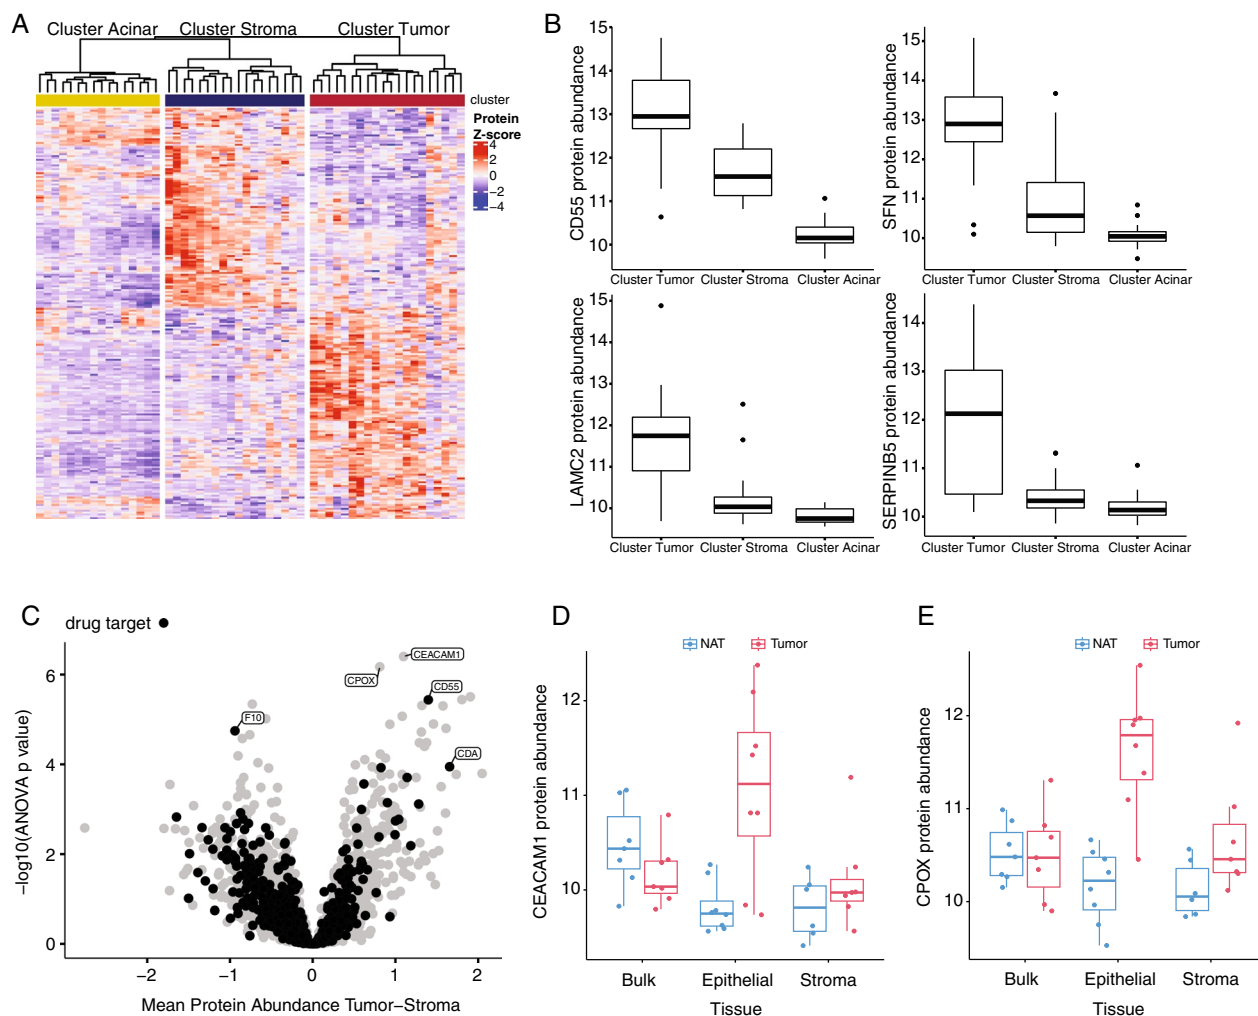 A
Cluster Acinar
Cluster Stroma
Cluster Tumor
cluster
Protein
Z-score
4
2
0
−2
−4
B
CD55 protein abundance
15
14
13
12
11
10
Cluster Tumor
Cluster Stroma
Cluster Acinar
SFN protein abundance
15
14
13
12
11
10
Cluster Tumor
Cluster Stroma
Cluster Acinar
LAMC2 protein abundance
15
14
13
12
11
10
Cluster Tumor
Cluster Stroma
Cluster Acinar
SERPINB5 protein abundance
14
13
12
11
10
Cluster Tumor
Cluster Stroma
Cluster Acinar
C
drug target
−log10(ANOVA p value)
6
4
2
0
CEACAM1
CPOX
CD55
F10
CDA
−2
−1
0
1
2
Mean Protein Abundance Tumor−Stroma
D
NAT
Tumor
CEACAM1 protein abundance
12
11
10
Bulk
Epithelial
Stroma
Tissue
E
NAT
Tumor
CPOX protein abundance
12
11
10
Bulk
Epithelial
Stroma
Tissue